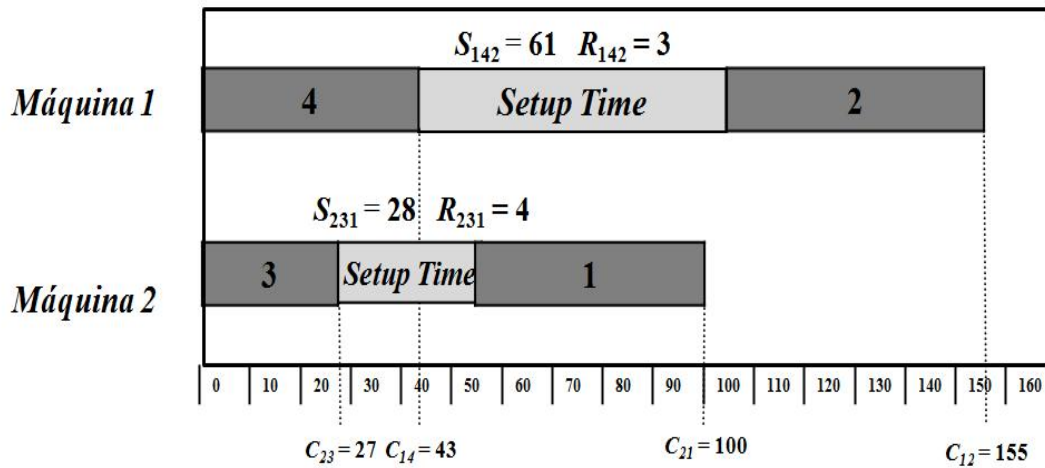 S₁₄₂ = 61 R₁₄₂ = 3
Máquina 1
4 Setup Time 2
S₂₃₁ = 28 R₂₃₁ = 4
Máquina 2
3 Setup Time 1
0 10 20 30 40 50 60 70 80 90 100 110 120 130 140 150 160
C₂₃ = 27 C₁₄ = 43 C₂₁ = 100 C₁₂ = 155